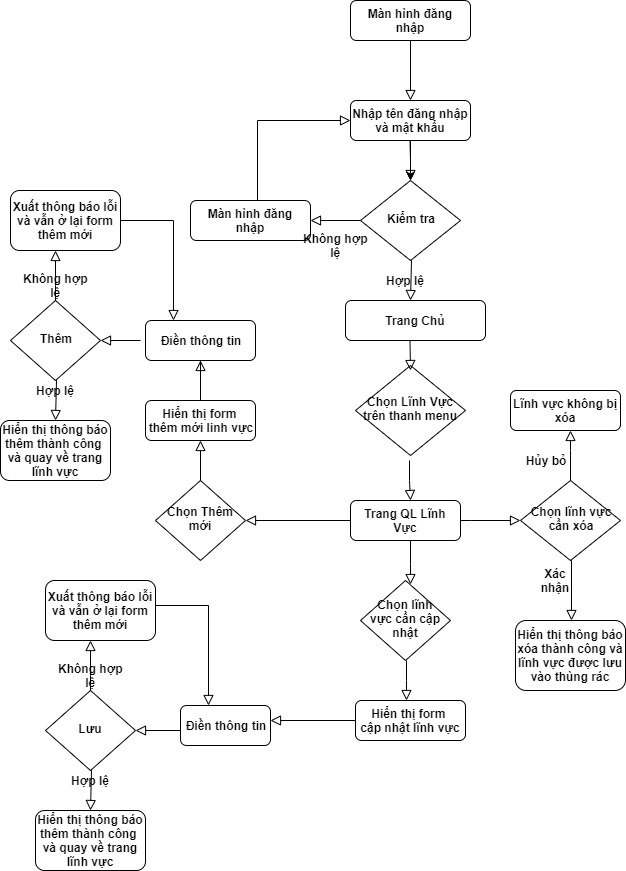 Màn hình đăng
nhập
Nhập tên đăng nhập
và mật khẩu
Kiểm tra
Màn hình đăng
nhập
Không hợp
lệ
Hợp lệ
Trang Chủ
Chọn Lĩnh Vực
trên thanh menu
Trang QL Lĩnh
Vực
Chọn Thêm
mới
Hiển thị form
thêm mới linh vực
Điền thông tin
Thêm
Không hợp
lệ
Xuất thông báo lỗi
và vẫn ở lại form
thêm mới
Hợp lệ
Hiển thị thông báo
thêm thành công
và quay về trang
lĩnh vực
Chọn lĩnh vực
cần xóa
Hủy bỏ
Lĩnh vực không bị
xóa
Xác
nhận
Hiển thị thông báo
xóa thành công và
lĩnh vực được lưu
vào thùng rác
Chọn lĩnh
vực cần cập
nhật
Hiển thị form
cập nhật lĩnh vực
Điền thông tin
Lưu
Không hợp
lệ
Xuất thông báo lỗi
và vẫn ở lại form
thêm mới
Hợp lệ
Hiển thị thông báo
thêm thành công
và quay về trang
lĩnh vực